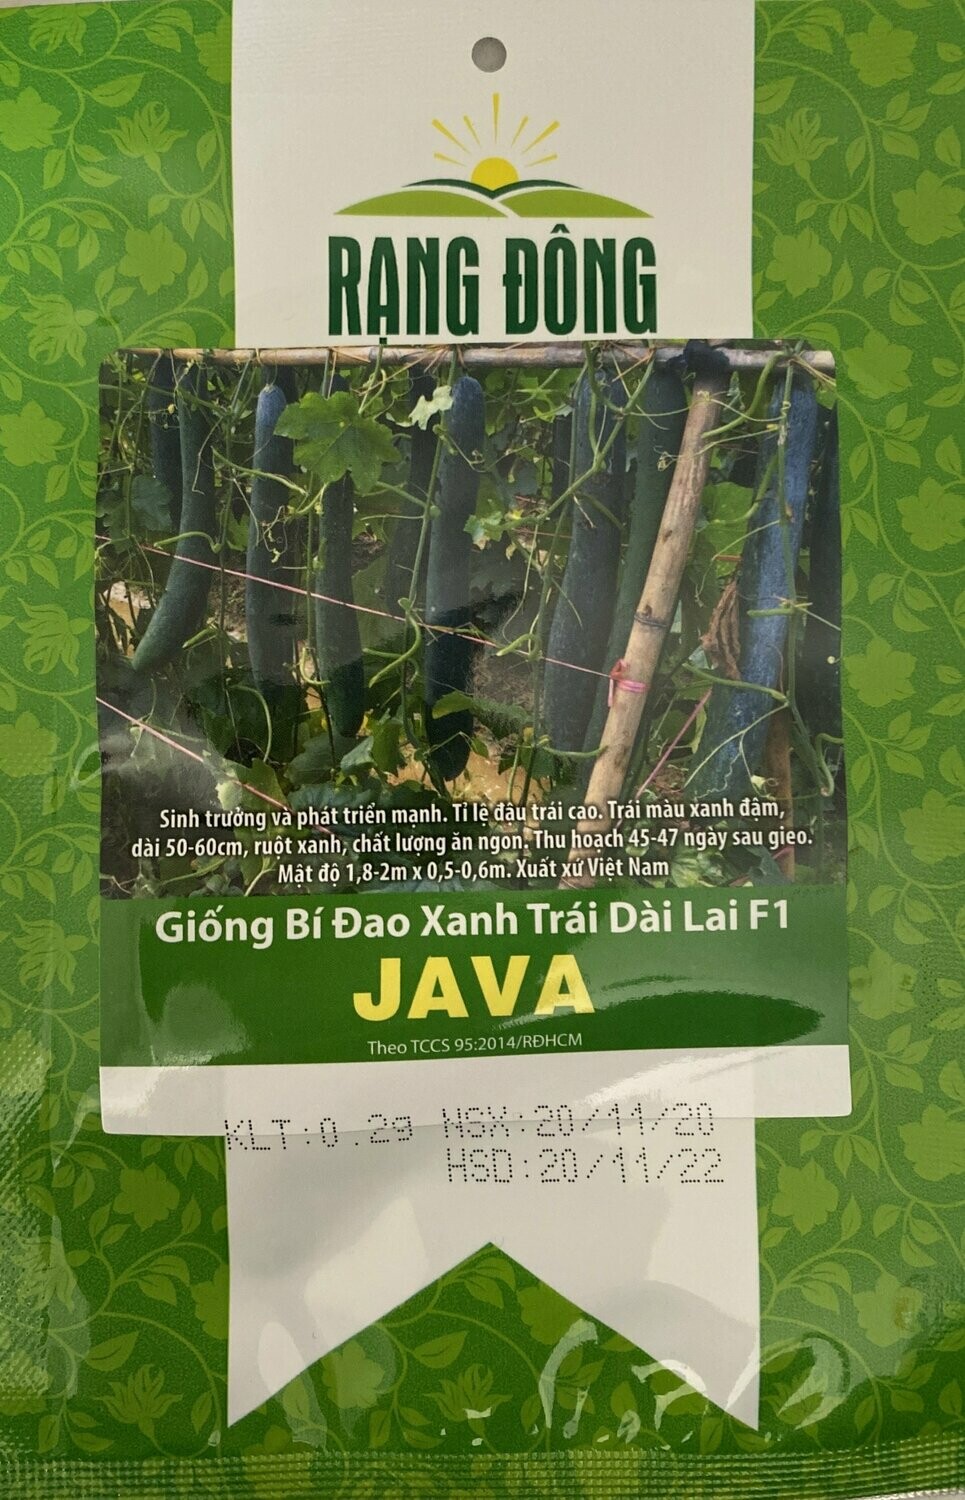 RẠNG ĐÔNG
Sinh trưởng và phát triển mạnh. Tỉ lệ đậu trái cao. Trái màu xanh đậm,
dài 50-60cm, ruột xanh, chất lượng ăn ngon. Thu hoạch 45-47 ngày sau gieo.
Mật độ 1,8-2m x 0,5-0,6m. Xuất xứ Việt Nam
Giống Bí Đao Xanh Trái Dài Lai F1
JAVA
Theo TCCS 95:2014/RĐHCM
KLT:0.2g NSX:20/11/20
HSD:20/11/22